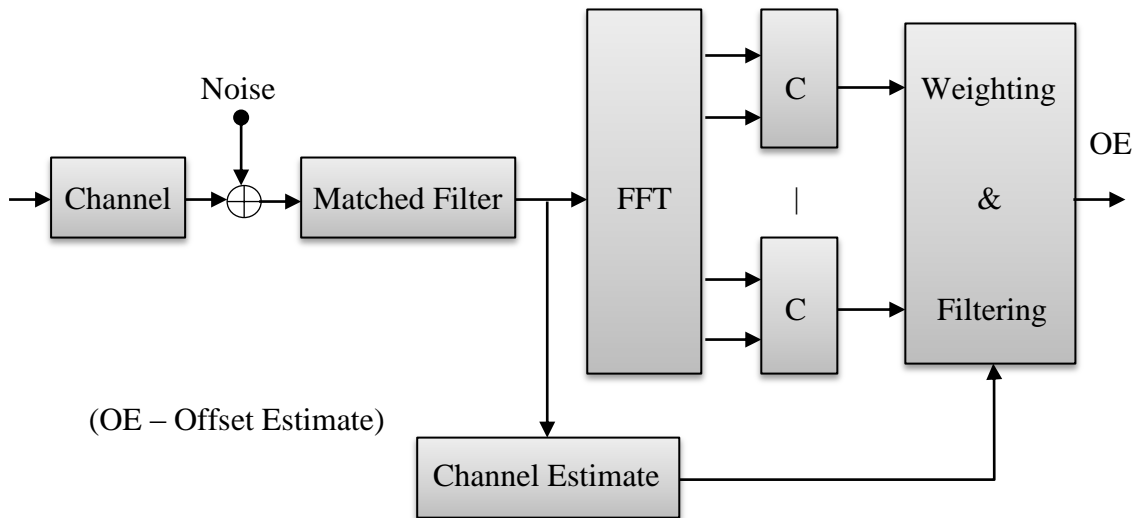 Noise
Channel
Matched Filter
FFT
C
|
C
Weighting
&
Filtering
OE
(OE – Offset Estimate)
Channel Estimate